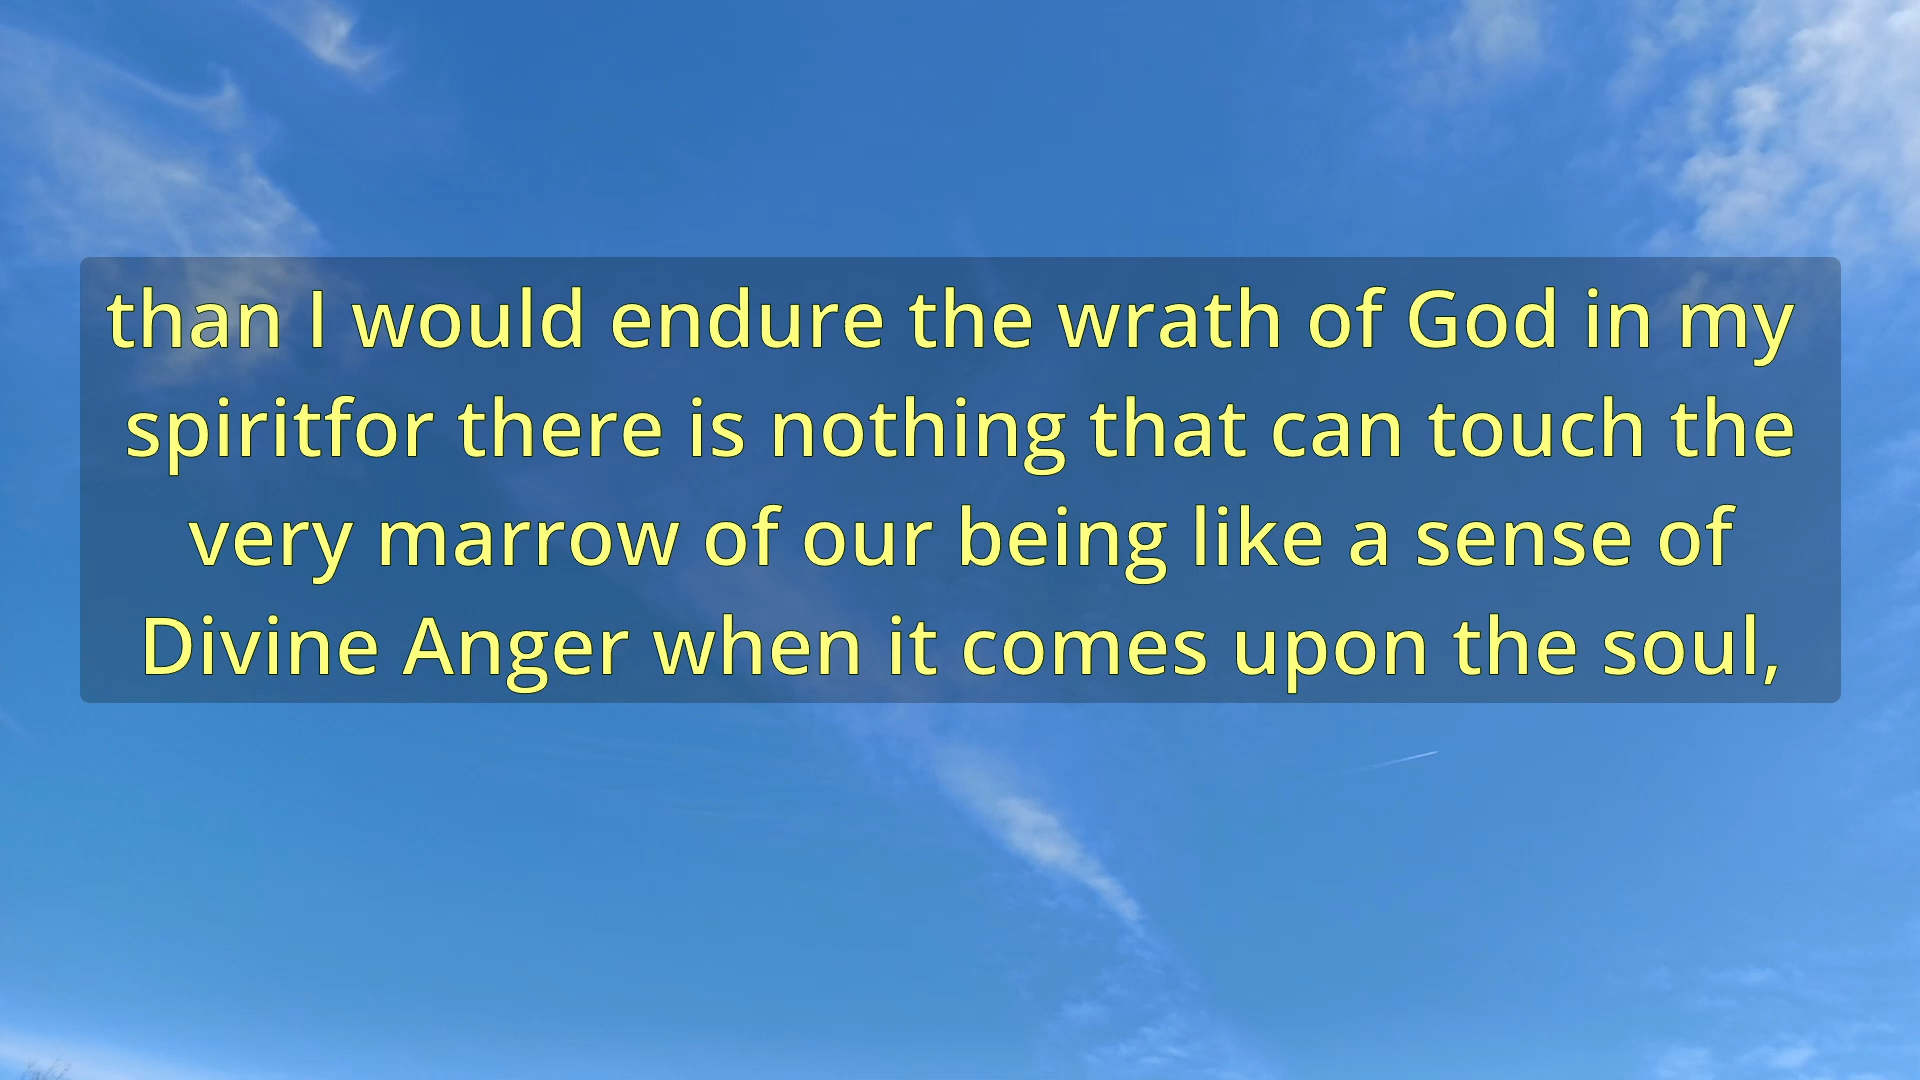 than I would endure the wrath of God in my
spiritfor there is nothing that can touch the
very marrow of our being like a sense of
Divine Anger when it comes upon the soul,